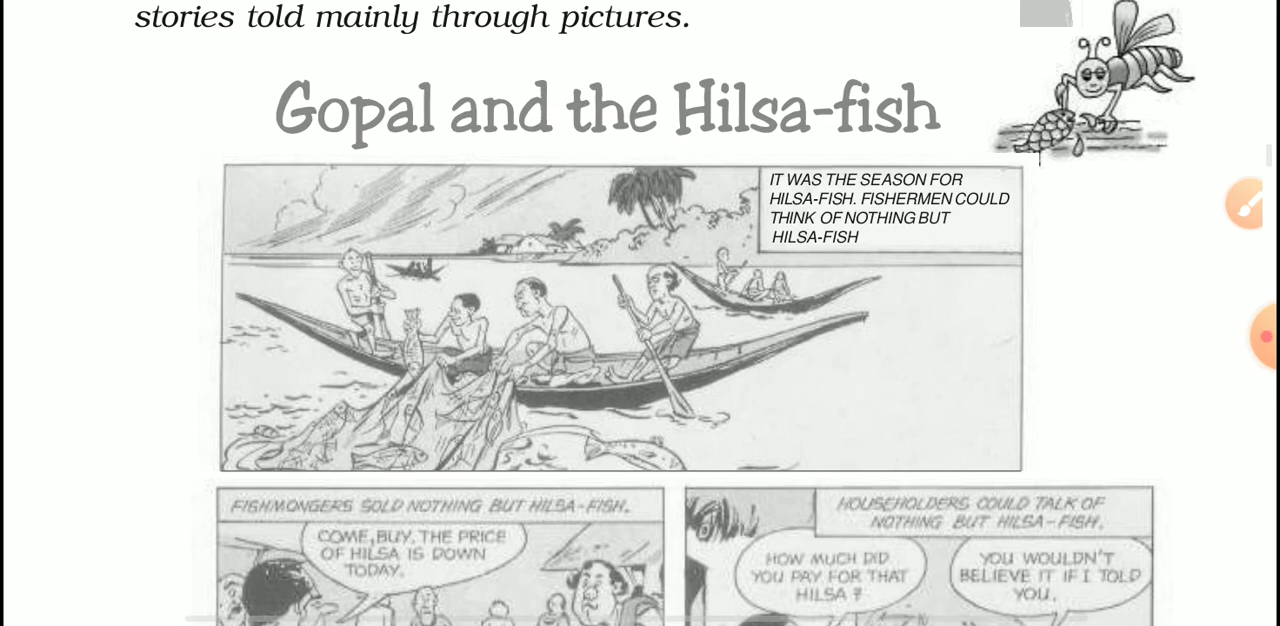 stories told mainly through pictures.
Gopal and the Hilsa-fish
IT WAS THE SEASON FOR
HILSA-FISH. FISHERMEN COULD
THINK OF NOTHING BUT
HILSA-FISH
FISHMONGERS SOLD NOTHING BUT HILSA-FISH.
COME, BUY. THE PRICE
OF HILSA IS DOWN
TODAY.
HOUSEHOLDERS COULD TALK OF
NOTHING BUT HILSA-FISH.
HOW MUCH DID
YOU PAY FOR THAT
HILSA ?
YOU WOULDN'T
BELIEVE IT IF I TOLD
YOU.